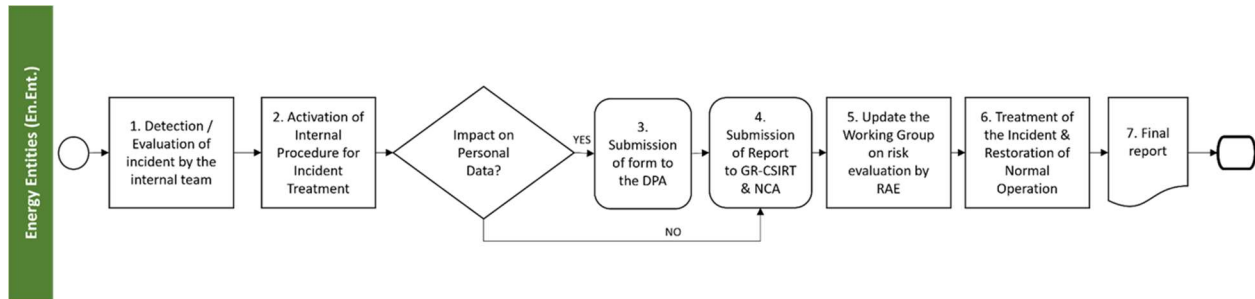 Energy Entities (En.Ent.)
1. Detection /
Evaluation of
incident by the
internal team
2. Activation of
Internal
Procedure for
Incident
Treatment
Impact on
Personal
Data?
YES
NO
3.
Submission
of form to
the DPA
4.
Submission
of Report
to GR-CSIRT
& NCA
5. Update the
Working Group
on risk
evaluation by
RAE
6. Treatment of
the Incident &
Restoration of
Normal
Operation
7. Final
report